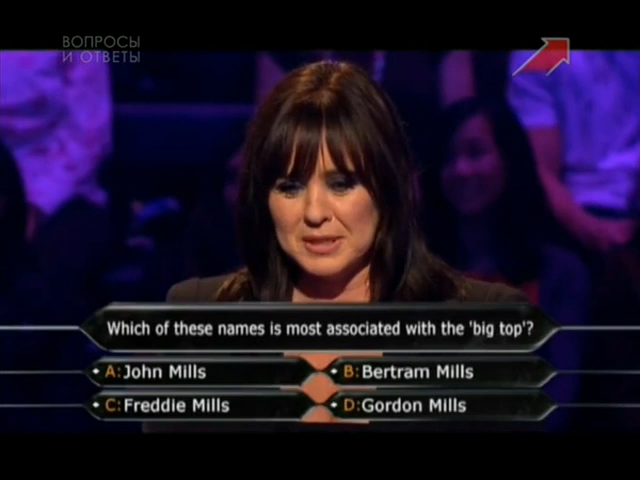 ВОПРОСЫ
И ОТВЕТЫ
Which of these names is most associated with the 'big top'?
A: John Mills
B: Bertram Mills
C: Freddie Mills
D: Gordon Mills